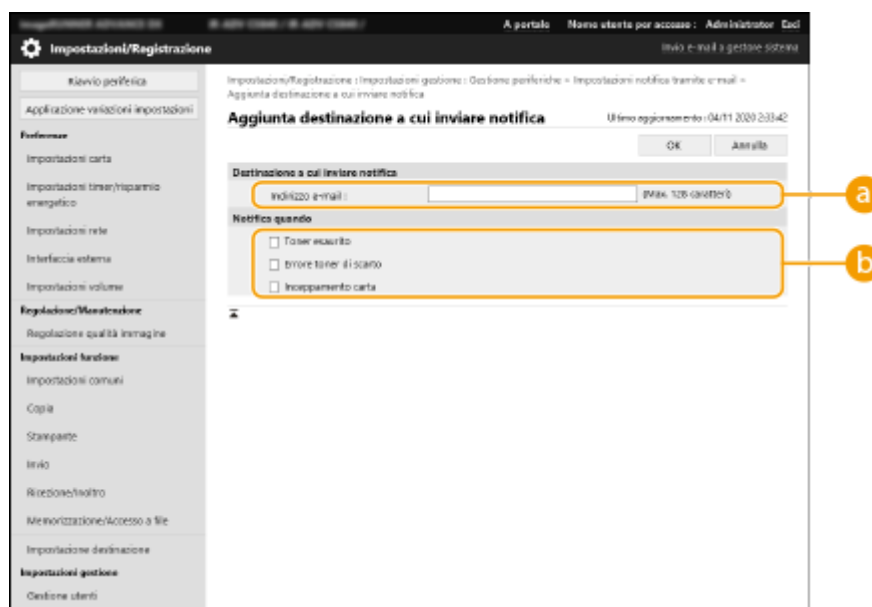 A portale Nome utente per accesso : Administrator Esci
Impostazioni/Registrazione
Invio e-mail a gestore sistema
Riavvio periferica
Applicazione variazioni impostazioni
Preferenze
Impostazioni carta
Impostazioni timer/risparmio
energetico
Impostazioni rete
Interfaccia esterna
Impostazioni volume
Regolazione/Manutenzione
Regolazione qualità immagine
Impostazioni funzione
Impostazioni comuni
Copia
Stampante
Invio
Ricezione/Inoltro
Memorizzazione/Accesso a file
Impostazione destinazione
Impostazioni gestione
Gestione utenti
Impostazioni/Registrazione : Impostazioni gestione : Gestione periferiche > Impostazioni notifica tramite e-mail >
Aggiunta destinazione a cui inviare notifica
Aggiunta destinazione a cui inviare notifica
Ultimo aggiornamento : 04/11 2020 2:33:42
OK Annulla
Destinazione a cui inviare notifica
Indirizzo e-mail : (Max. 128 caratteri)
a
Notifica quando
Toner esaurito
Errore toner di scarto
Inceppamento carta
b